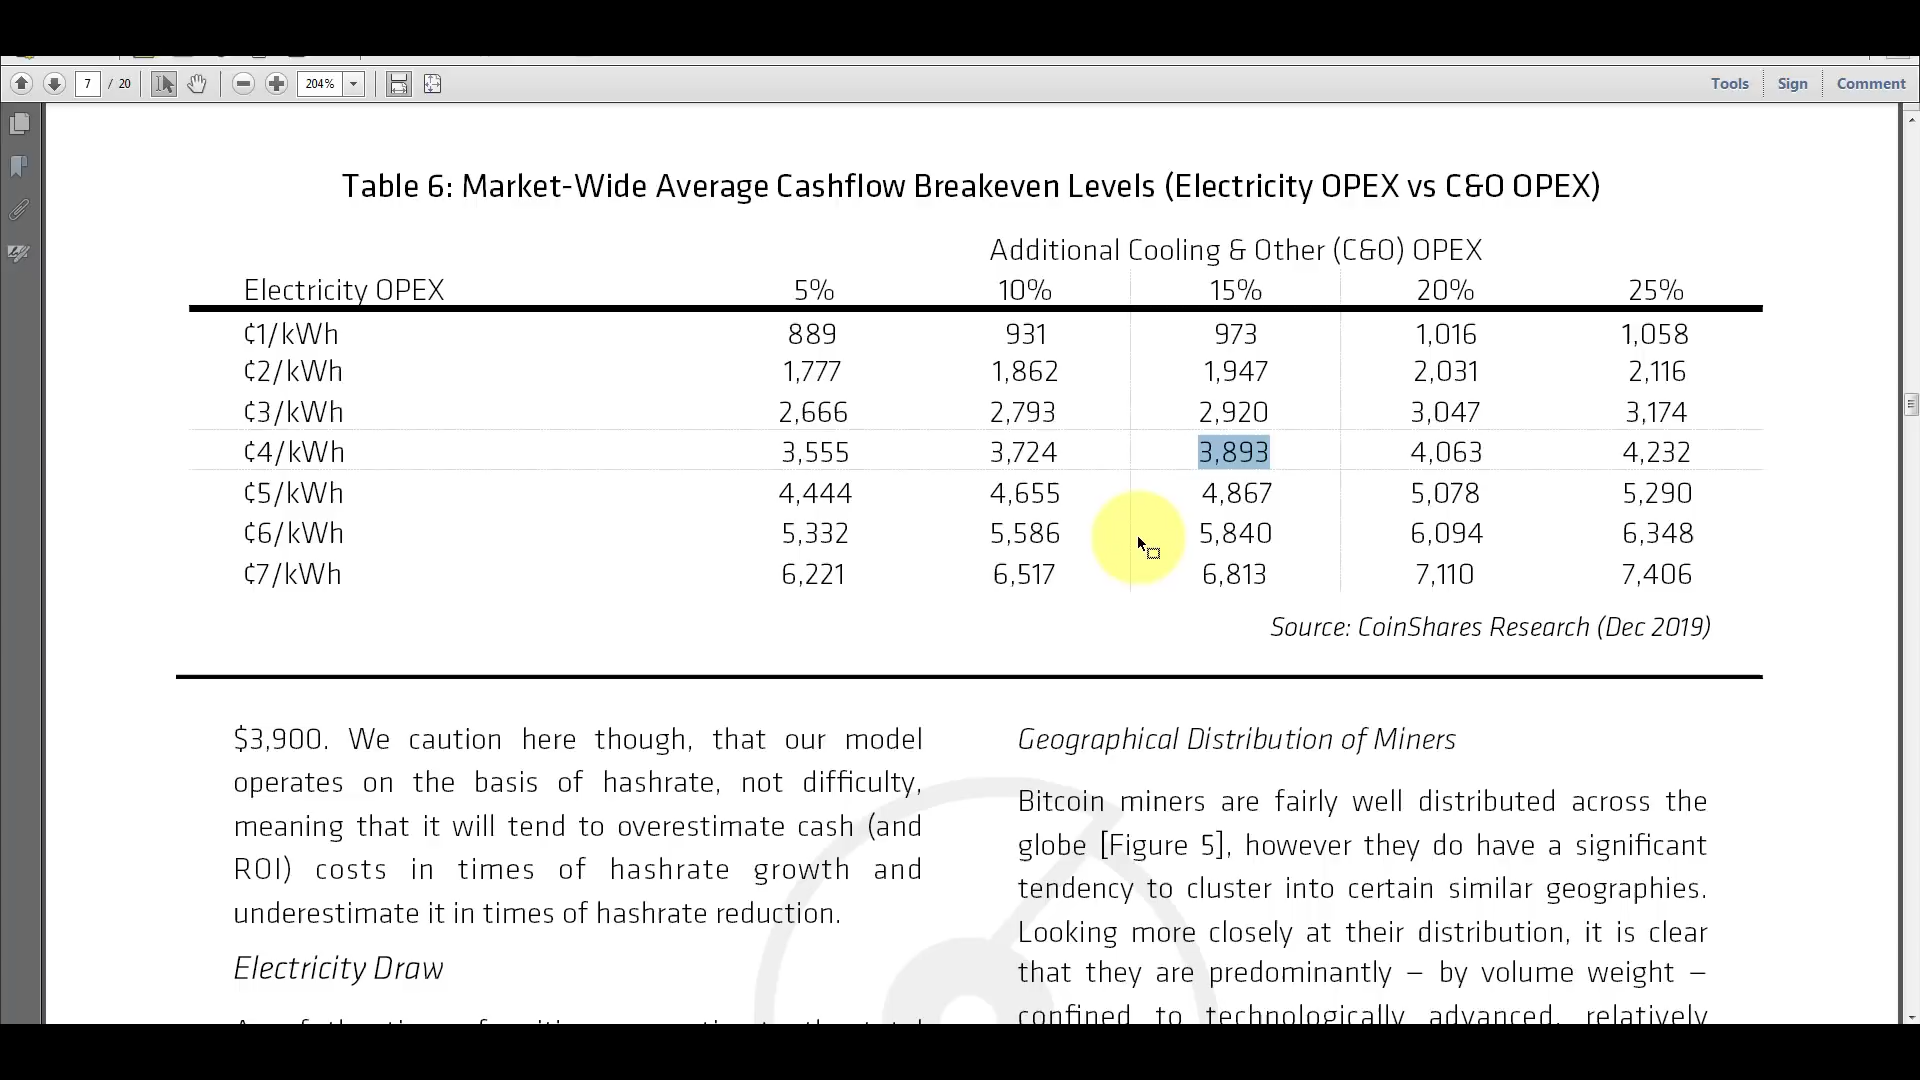 7 / 20 204% Tools Sign Comment
Table 6: Market-Wide Average Cashflow Breakeven Levels (Electricity OPEX vs C&O OPEX)
Additional Cooling & Other (C&O) OPEX
Electricity OPEX 5% 10% 15% 20% 25%
¢1/kWh 889 931 973 1,016 1,058
¢2/kWh 1,777 1,862 1,947 2,031 2,116
¢3/kWh 2,666 2,793 2,920 3,047 3,174
¢4/kWh 3,555 3,724 3,893 4,063 4,232
¢5/kWh 4,444 4,655 4,867 5,078 5,290
¢6/kWh 5,332 5,586 5,840 6,094 6,348
¢7/kWh 6,221 6,517 6,813 7,110 7,406
Source: CoinShares Research (Dec 2019)
$3,900. We caution here though, that our model
operates on the basis of hashrate, not difficulty,
meaning that it will tend to overestimate cash (and
ROI) costs in times of hashrate growth and
underestimate it in times of hashrate reduction.
Electricity Draw
Geographical Distribution of Miners
Bitcoin miners are fairly well distributed across the
globe [Figure 5], however they do have a significant
tendency to cluster into certain similar geographies.
Looking more closely at their distribution, it is clear
that they are predominantly – by volume weight –
confined to technologically advanced, relatively